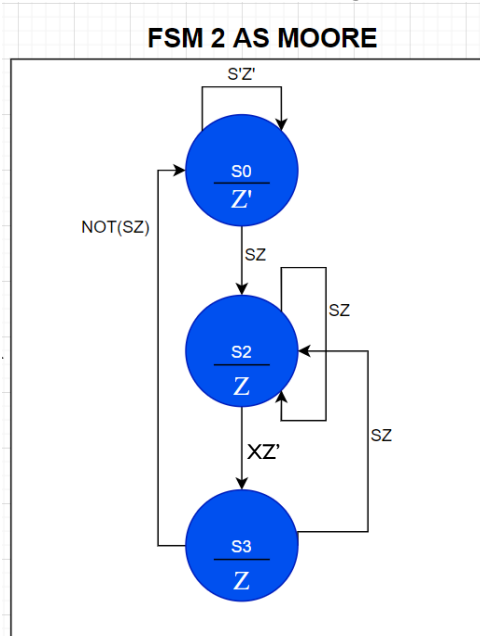 FSM 2 AS MOORE
S'Z'
S0
Z'
NOT(SZ)
SZ
SZ
S2
Z
SZ
XZ’
S3
Z